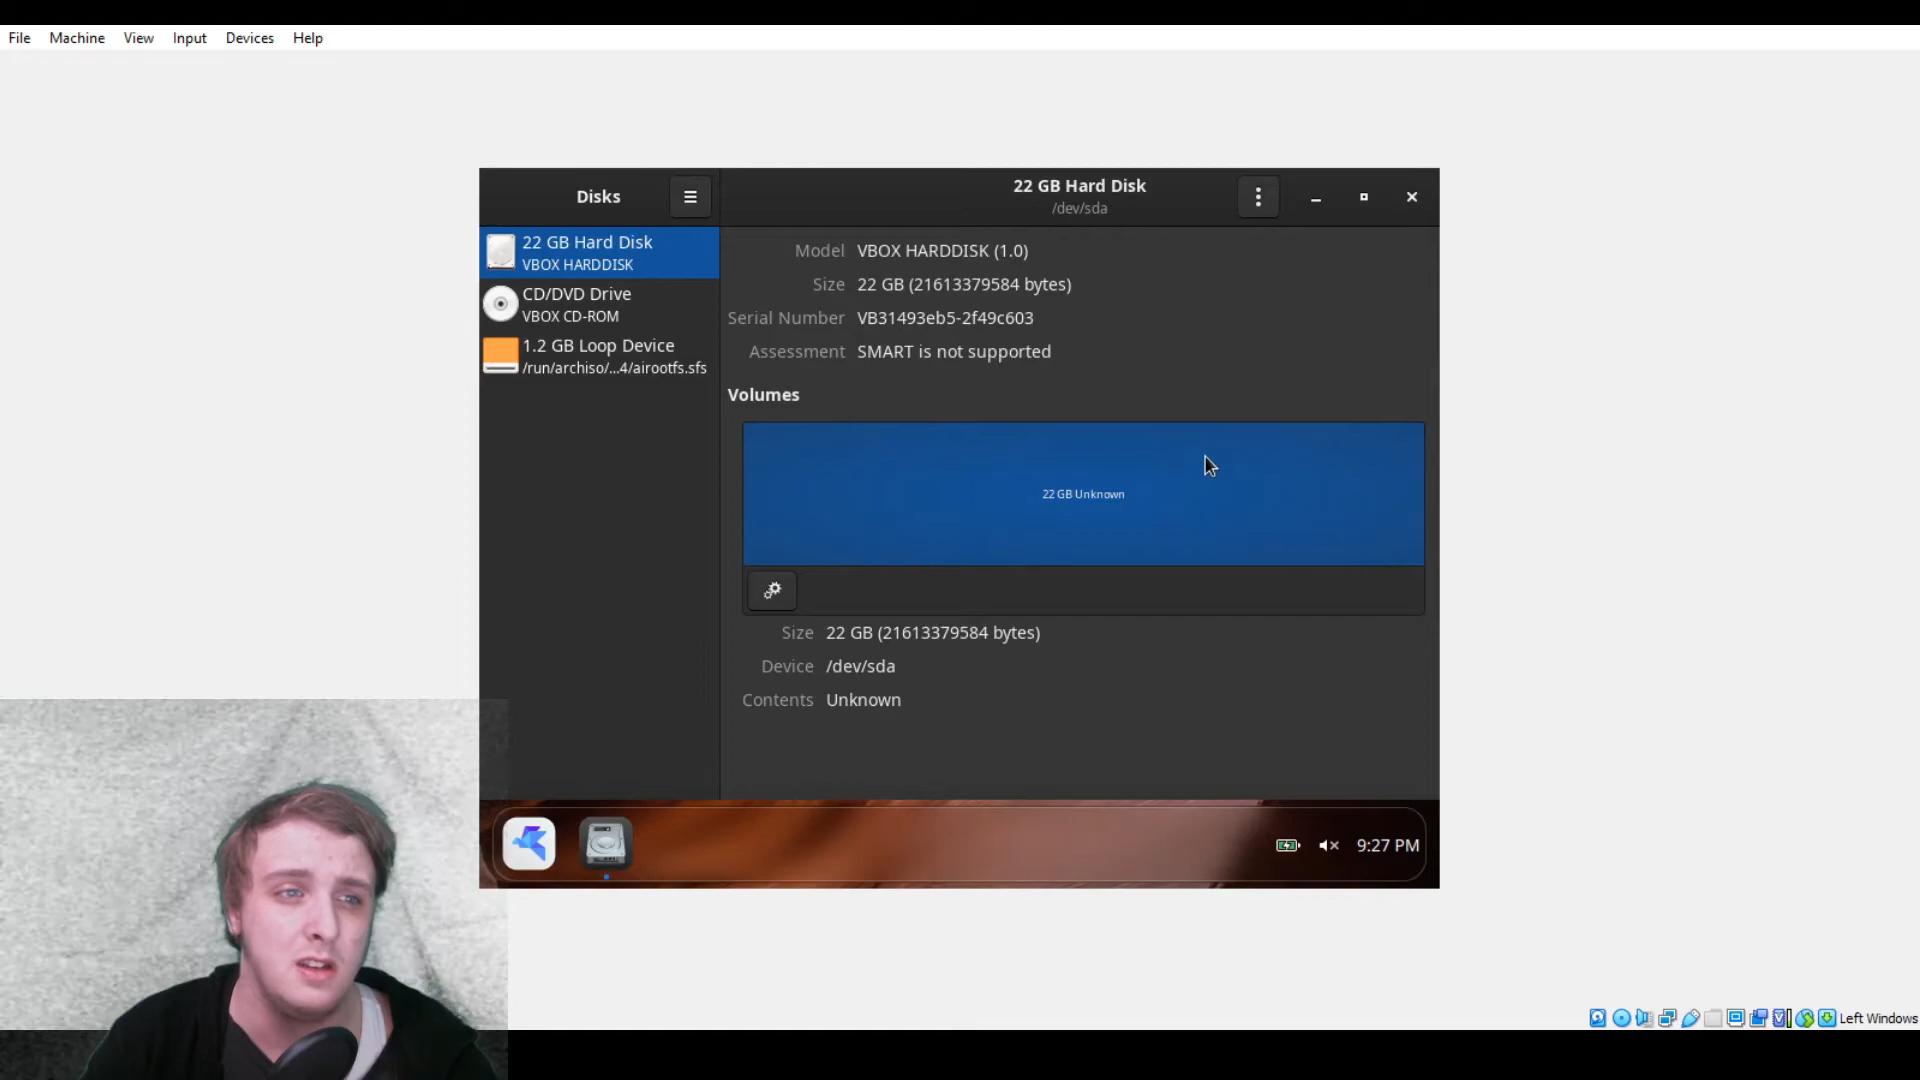 File Machine View Input Devices Help
Disks
22 GB Hard Disk
/dev/sda
22 GB Hard Disk
VBOX HARDDISK
CD/DVD Drive
VBOX CD-ROM
1.2 GB Loop Device
/run/archiso/...4/airootfs.sfs
Model VBOX HARDDISK (1.0)
Size 22 GB (21613379584 bytes)
Serial Number VB31493eb5-2f49c603
Assessment SMART is not supported
Volumes
22 GB Unknown
Size 22 GB (21613379584 bytes)
Device /dev/sda
Contents Unknown
9:27 PM
Left Windows